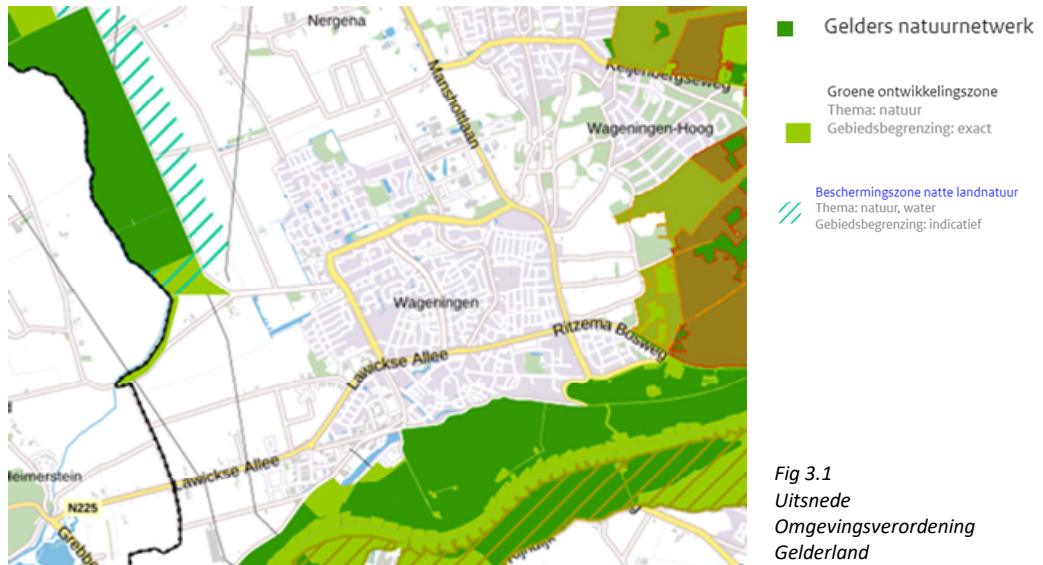 Nergena
Mansholtlaan
Keijenbergseweg
Wageningen-Hoog
Wageningen
Ritzema Bosweg
Lawickse Allee
Lawickse Allee
Heimerstein
N225
Gelders natuurnetwerk
Groene ontwikkelingszone
Thema: natuur
Gebiedsbegrenzing: exact
Beschermingszone natte landnatuur
Thema: natuur, water
Gebiedsbegrenzing: indicatief
Fig 3.1
Uitsnede
Omgevingsverordening
Gelderland